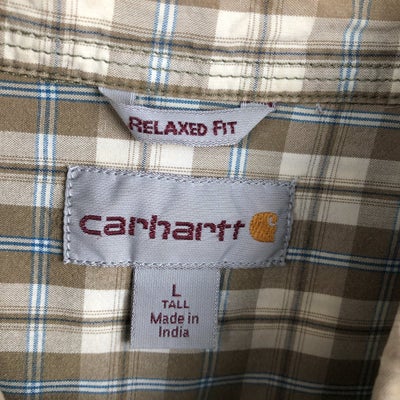 RELAXED FIT
carhartt
L
TALL
Made in
India